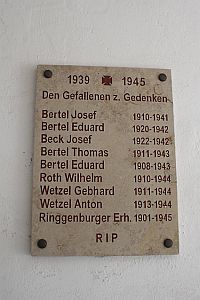 1939 1945
Den Gefallenen z. Gedenken
Bertel Josef 1910-1941
Bertel Eduard 1920-1942
Beck Josef 1922-1942
Bertel Thomas 1911-1943
Bertel Eduard 1908-1943
Roth Wilhelm 1910-1944
Wetzel Gebhard 1911-1944
Wetzel Anton 1913-1944
Ringgenburger Erh. 1901-1945
RIP